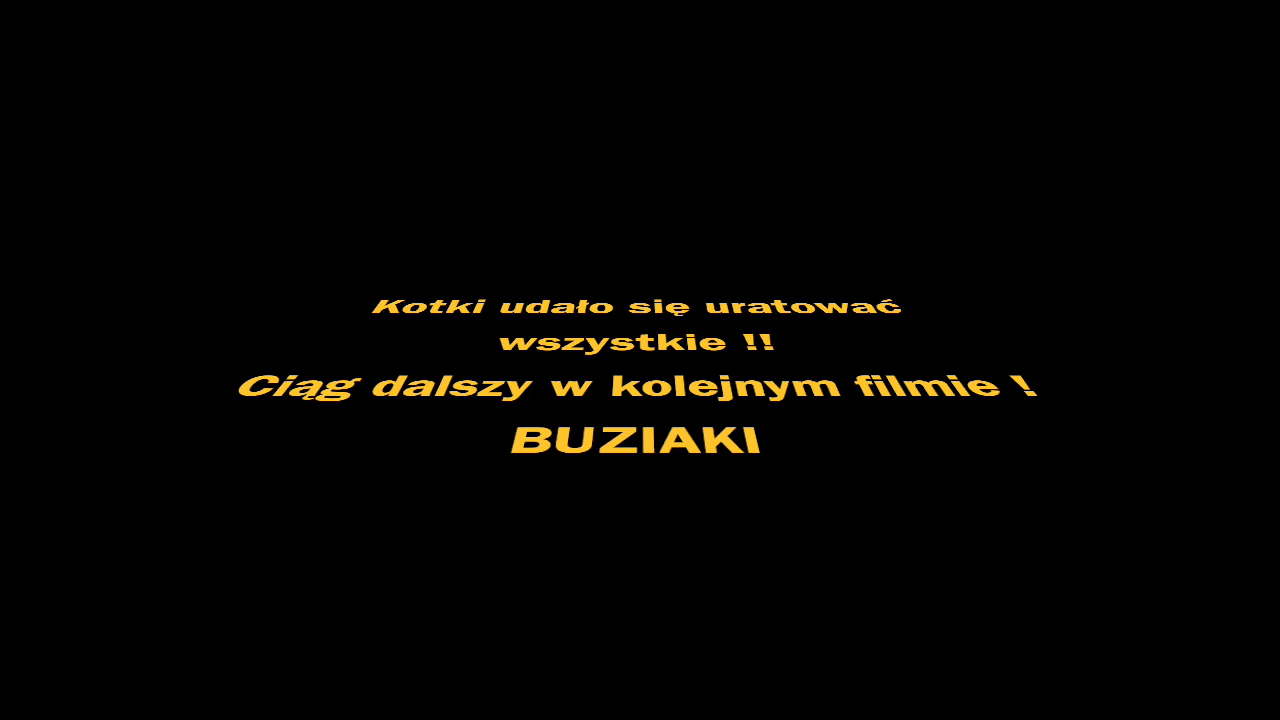 Kotki udało się uratować
wszystkie !!
Ciąg dalszy w kolejnym filmie !
BUZIAKI